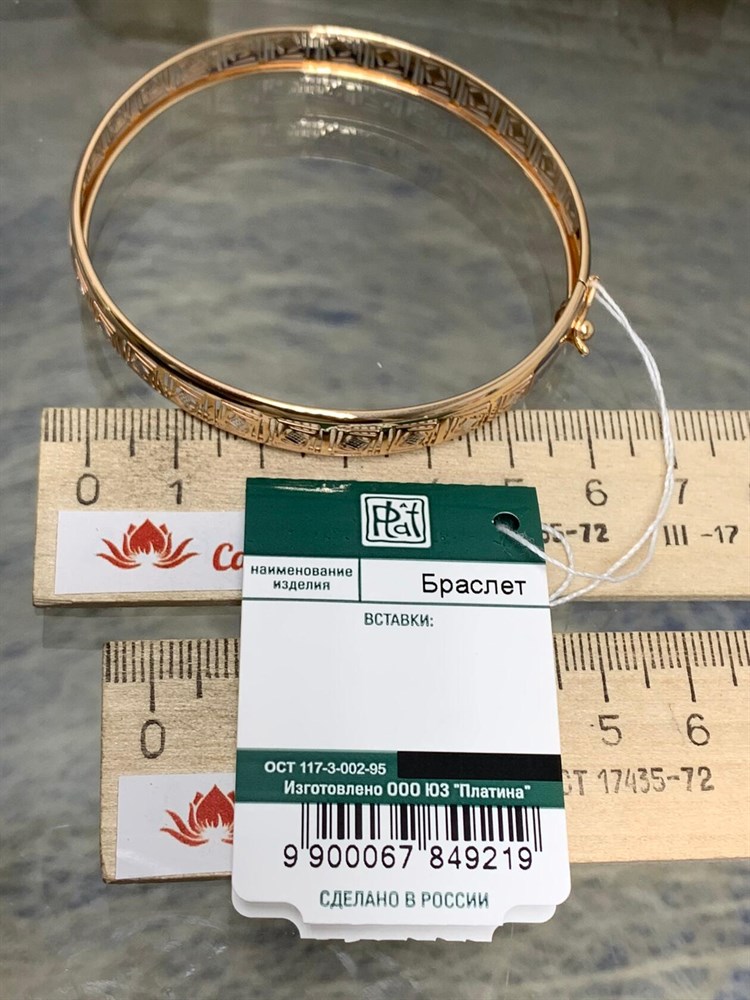 0 1 5 6 7
55-72 III -17
Са
Plat
наименование
изделия
Браслет
ВСТАВКИ:
0 5 6
ОСТ 117-3-002-95
СТ 17435-72
Изготовлено ООО ЮЗ "Платина"
9 900067 849219
СДЕЛАНО В РОССИИ